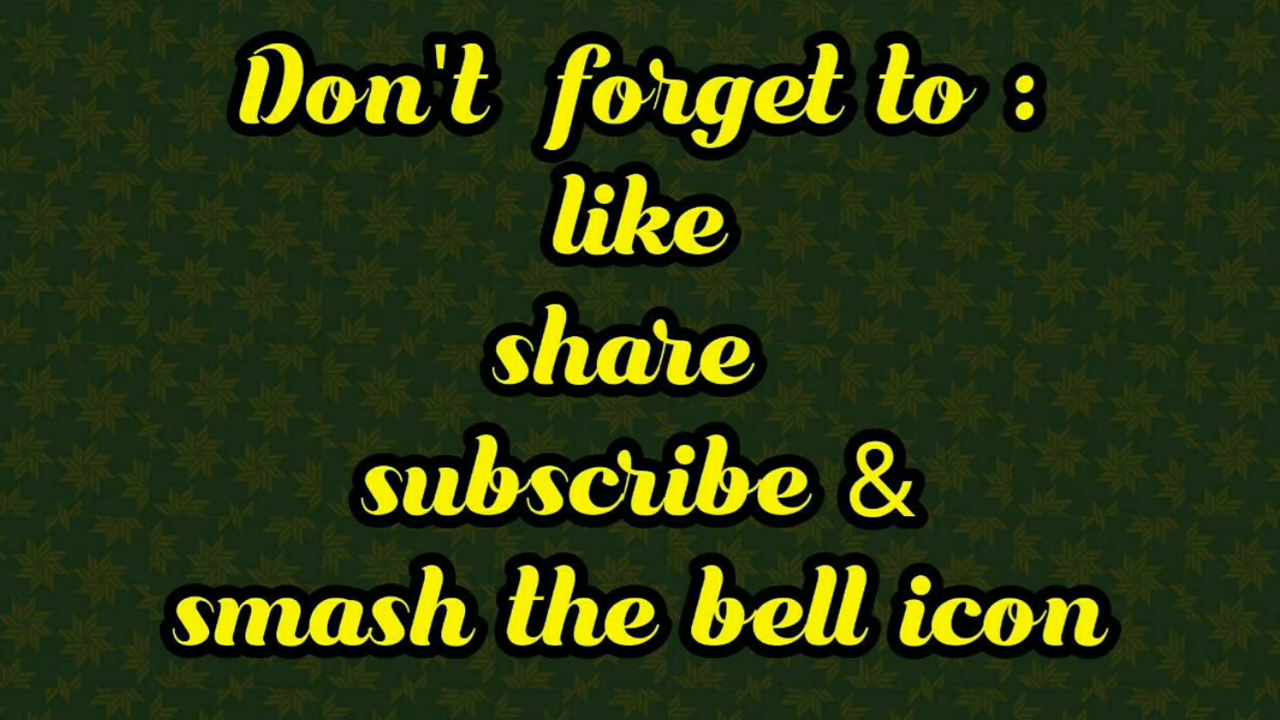 Don't forget to :
like
share
subscribe &
smash the bell icon